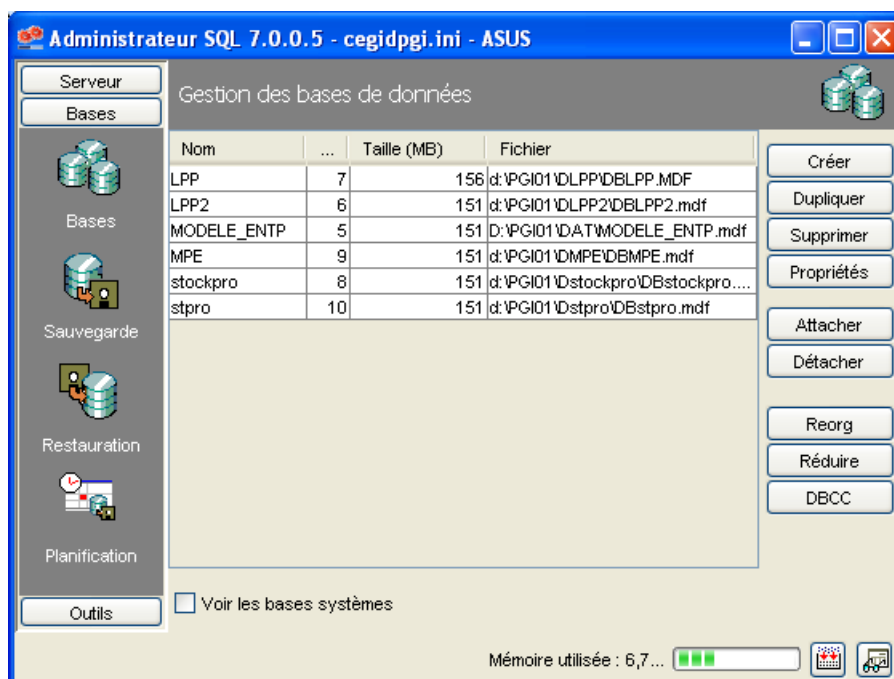 Administrateur SQL 7.0.0.5 - cegidpgi.ini - ASUS
Serveur
Bases
Gestion des bases de données
Bases
Sauvegarde
Restauration
Planification
Outils
Nom ... Taille (MB) Fichier
LPP 7 156 d:\PGI01\DLPP\DBLPP.MDF
LPP2 6 151 d:\PGI01\DLPP2\DBLPP2.mdf
MODELE_ENTP 5 151 D:\PGI01\DAT\MODELE_ENTP.mdf
MPE 9 151 d:\PGI01\DMPE\DBMPE.mdf
stockpro 8 151 d:\PGI01\Dstockpro\DBstockpro....
stpro 10 151 d:\PGI01\Dstpro\DBstpro.mdf
Créer
Dupliquer
Supprimer
Propriétés
Attacher
Détacher
Reorg
Réduire
DBCC
Voir les bases systèmes
Mémoire utilisée : 6,7...